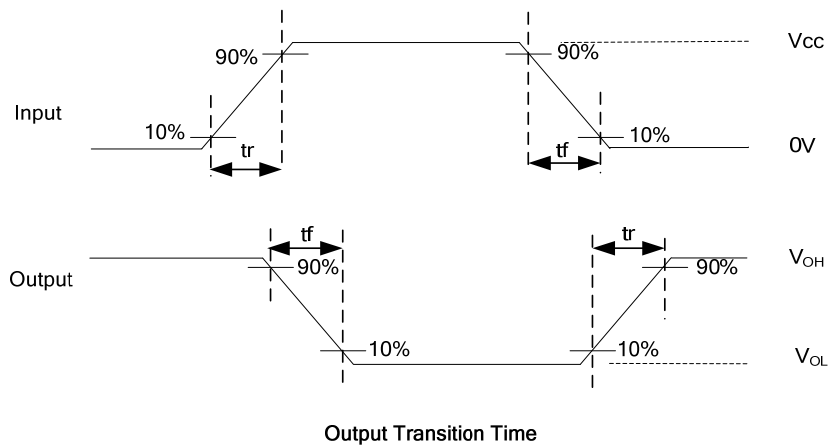 Vcc
90%
90%
Input
10%
10%
0V
tr
tf
tf
tr
VOH
90%
90%
Output
10%
10%
VOL
Output Transition Time